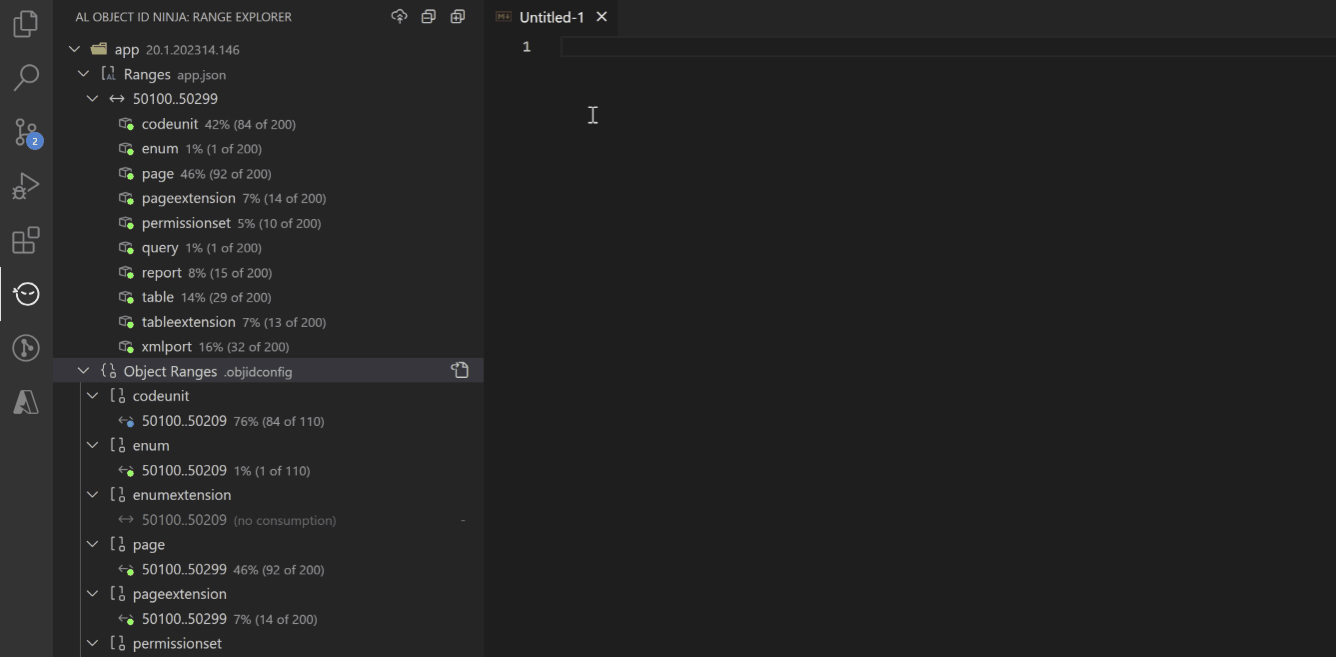 AL OBJECT ID NINJA: RANGE EXPLORER
app 20.1.202314.146
Ranges app.json
50100..50299
codeunit 42% (84 of 200)
enum 1% (1 of 200)
page 46% (92 of 200)
pageextension 7% (14 of 200)
permissionset 5% (10 of 200)
query 1% (1 of 200)
report 8% (15 of 200)
table 14% (29 of 200)
tableextension 7% (13 of 200)
xmlport 16% (32 of 200)
Object Ranges .objidconfig
codeunit
50100..50209 76% (84 of 110)
enum
50100..50209 1% (1 of 110)
enumextension
50100..50209 (no consumption) -
page
50100..50299 46% (92 of 200)
pageextension
50100..50299 7% (14 of 200)
permissionset
2
Untitled-1
1